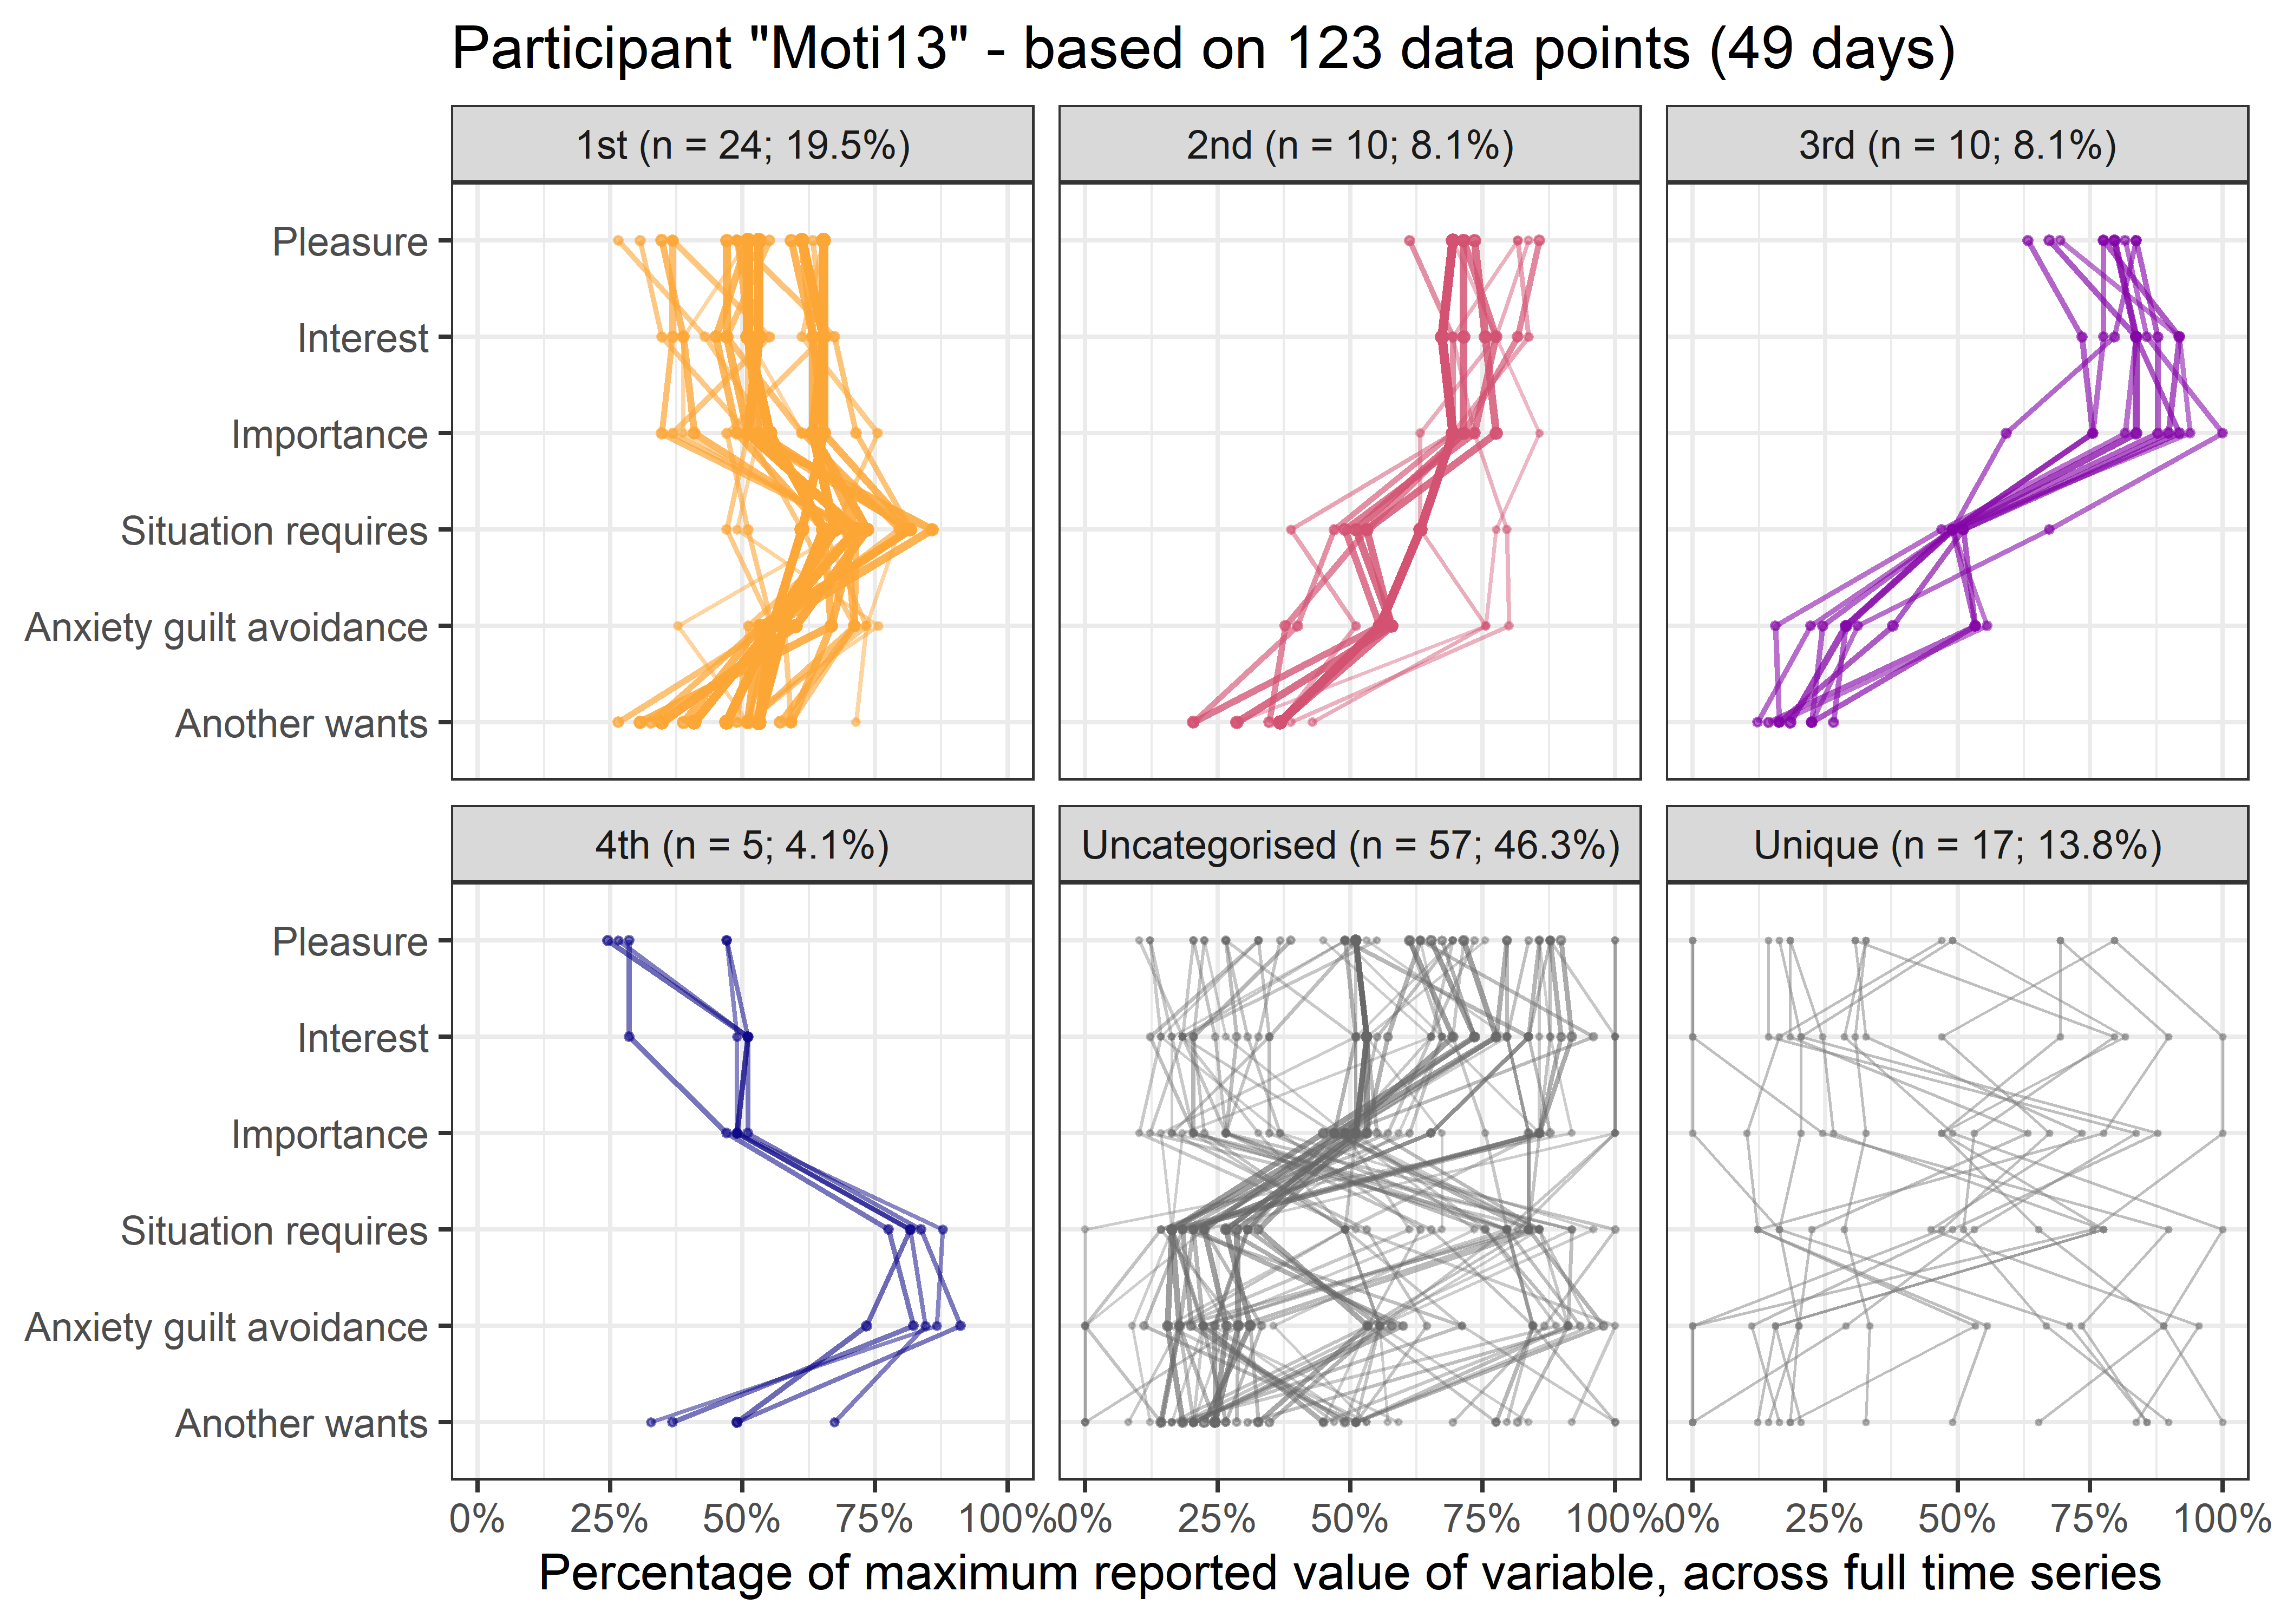 Participant "Moti13" - based on 123 data points (49 days)
1st (n = 24; 19.5%)
2nd (n = 10; 8.1%)
3rd (n = 10; 8.1%)
Pleasure
Interest
Importance
Situation requires
Anxiety guilt avoidance
Another wants
4th (n = 5; 4.1%)
Uncategorised (n = 57; 46.3%)
Unique (n = 17; 13.8%)
Pleasure
Interest
Importance
Situation requires
Anxiety guilt avoidance
Another wants
0% 25% 50% 75% 100% 0% 25% 50% 75% 100% 0% 25% 50% 75% 100%
Percentage of maximum reported value of variable, across full time series